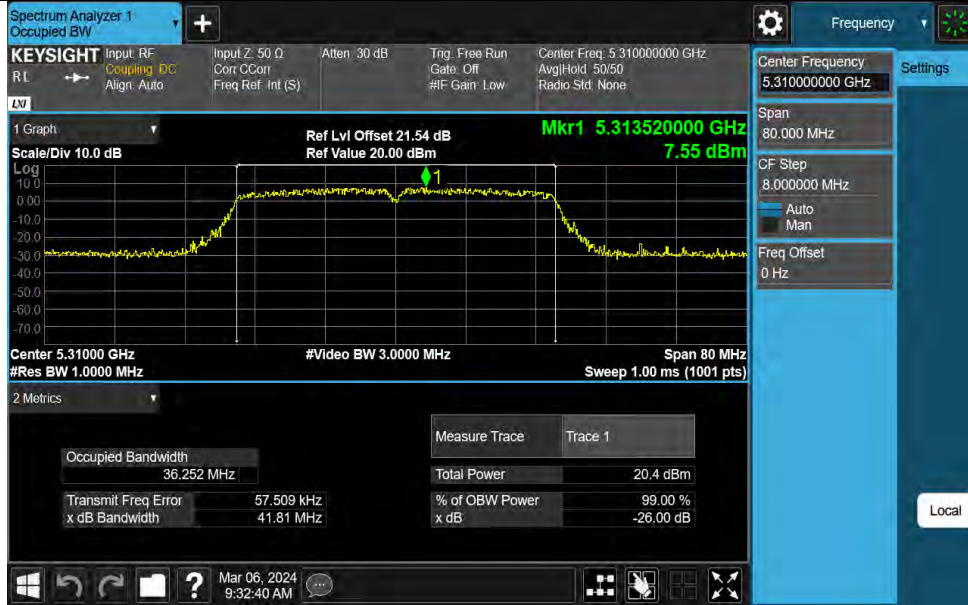 Spectrum Analyzer 1
Occupied BW
Frequency
KEYSIGHT
Input: RF
Coupling: DC
Align: Auto
Input Z: 50 Ω
Corr CCorr
Freq Ref: Int (S)
Atten: 30 dB
Trig: Free Run
Gate: Off
#IF Gain: Low
Center Freq: 5.310000000 GHz
Avg|Hold: 50/50
Radio Std: None
LXI
Center Frequency
5.310000000 GHz
Settings
Span
80.000 MHz
CF Step
8.000000 MHz
Auto
Man
Freq Offset
0 Hz
1 Graph
Ref Lvl Offset 21.54 dB
Mkr1 5.313520000 GHz
Scale/Div 10.0 dB
Ref Value 20.00 dBm
7.55 dBm
Log
1
10.0
0.00
-10.0
-20.0
-30.0
-40.0
-50.0
-60.0
-70.0
Center 5.31000 GHz
#Video BW 3.0000 MHz
Span 80 MHz
#Res BW 1.0000 MHz
Sweep 1.00 ms (1001 pts)
2 Metrics
Measure Trace
Trace 1
Occupied Bandwidth
36.252 MHz
Total Power
20.4 dBm
Transmit Freq Error
57.509 kHz
% of OBW Power
99.00 %
x dB Bandwidth
41.81 MHz
x dB
-26.00 dB
Local
?
Mar 06, 2024
9:32:40 AM